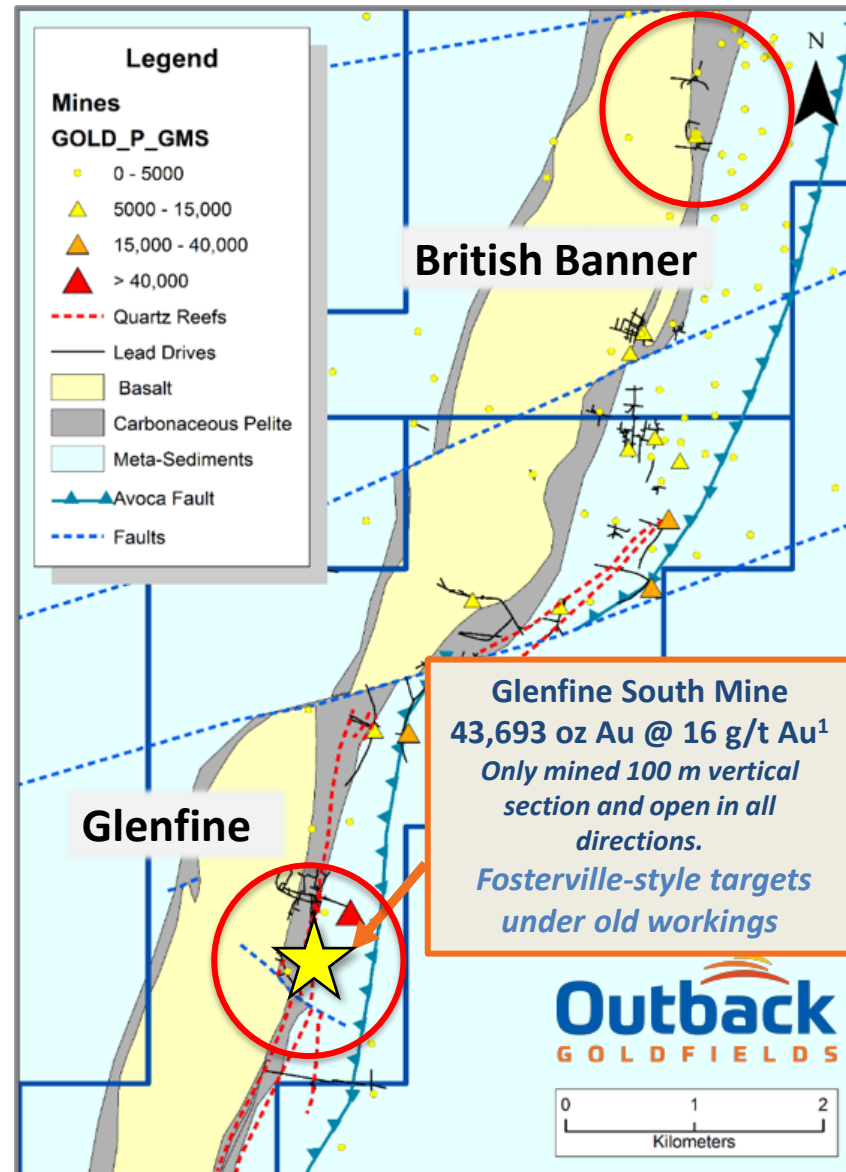 Legend
Mines
GOLD_P_GMS
0 - 5000
5000 - 15,000
15,000 - 40,000
> 40,000
Quartz Reefs
Lead Drives
Basalt
Carbonaceous Pelite
Meta-Sediments
Avoca Fault
Faults
N
British Banner
Glenfine South Mine
43,693 oz Au @ 16 g/t Au¹
Only mined 100 m vertical
section and open in all
directions.
Fosterville-style targets
under old workings
Glenfine
Outback
GOLDFIELDS
0 1 2
Kilometers